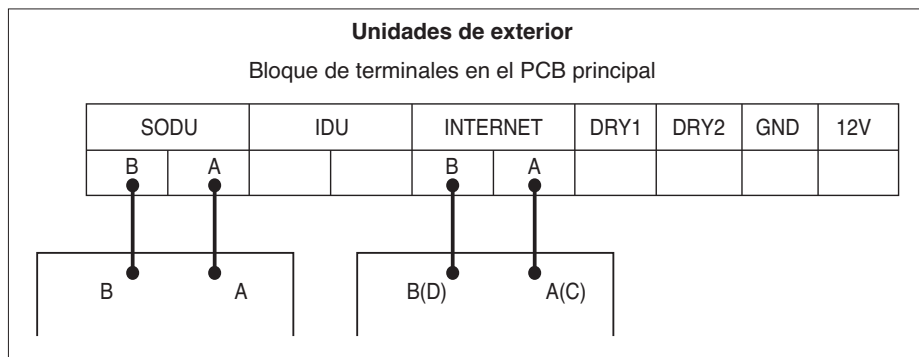 Unidades de exterior
Bloque de terminales en el PCB principal
SODU IDU INTERNET DRY1 DRY2 GND 12V
B A B A
B A B(D) A(C)